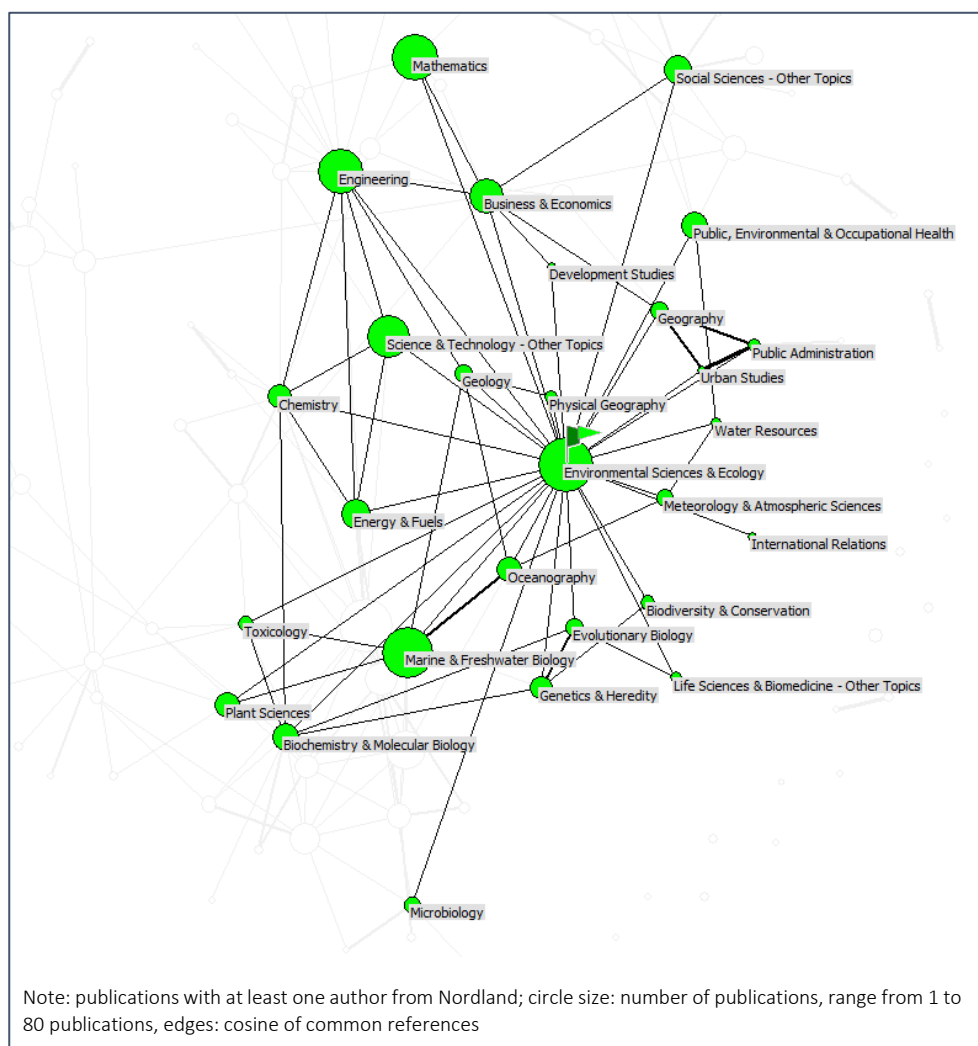 Mathematics
Social Sciences - Other Topics
Engineering
Business & Economics
Public, Environmental & Occupational Health
Development Studies
Geography
Science & Technology - Other Topics
Public Administration
Geology
Urban Studies
Chemistry
Physical Geography
Water Resources
Environmental Sciences & Ecology
Meteorology & Atmospheric Sciences
Energy & Fuels
International Relations
Oceanography
Biodiversity & Conservation
Toxicology
Evolutionary Biology
Marine & Freshwater Biology
Life Sciences & Biomedicine - Other Topics
Genetics & Heredity
Plant Sciences
Biochemistry & Molecular Biology
Microbiology
Note: publications with at least one author from Nordland; circle size: number of publications, range from 1 to
80 publications, edges: cosine of common references